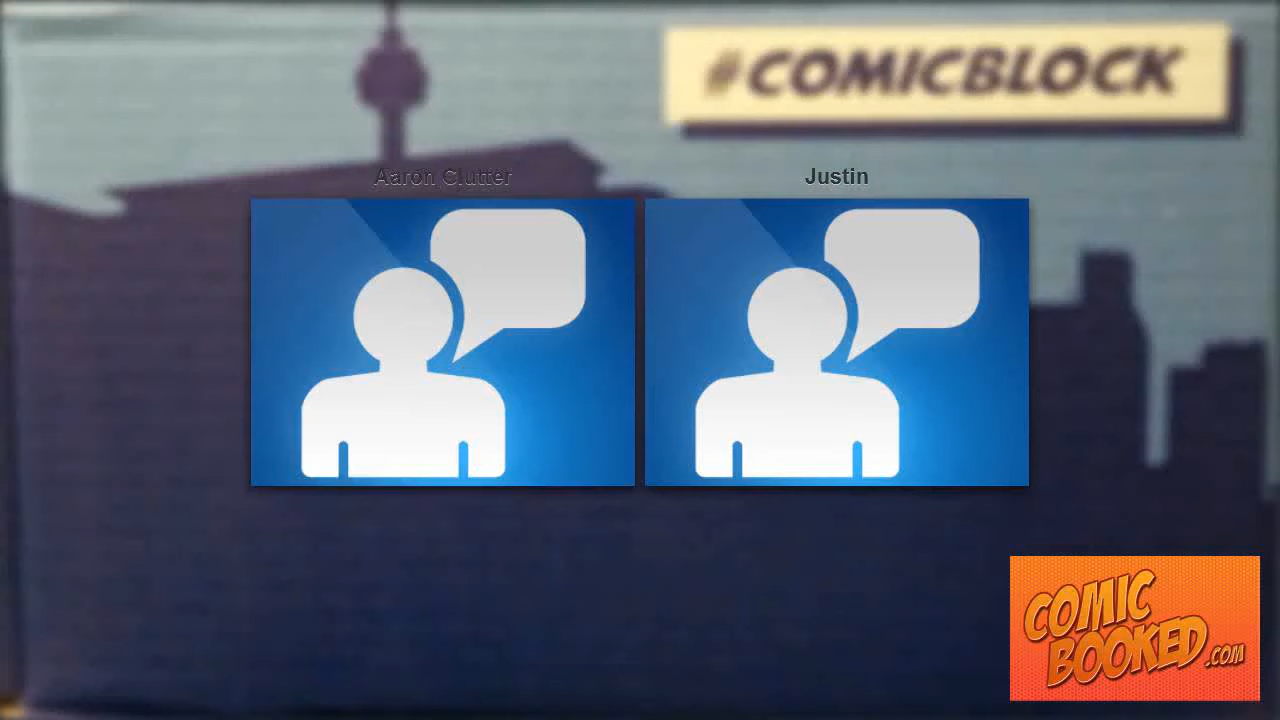 #COMICBLOCK
Aaron Clutter
Justin
COMIC
BOOKED
.COM